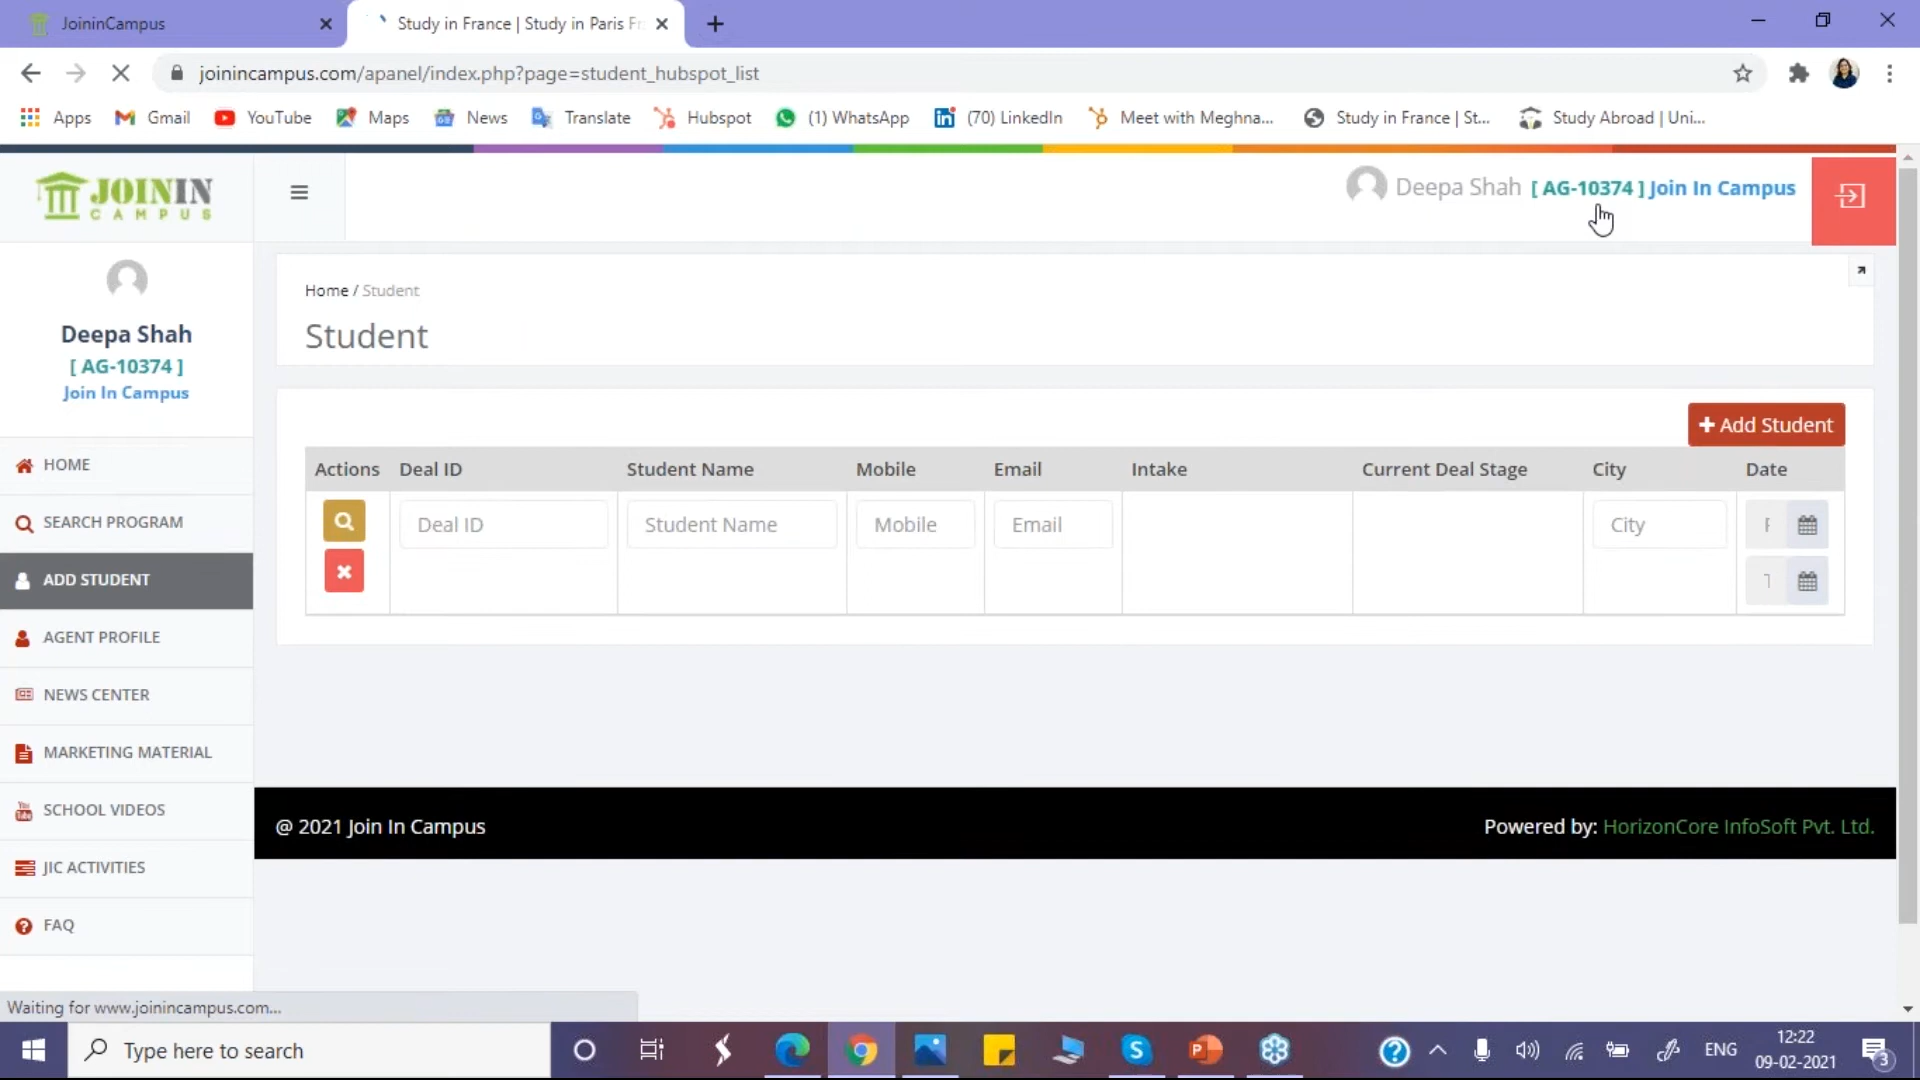 JoininCampus
Study in France | Study in Paris Fr
joinincampus.com/apanel/index.php?page=student_hubspot_list
Apps Gmail YouTube Maps News Translate Hubspot (1) WhatsApp (70) LinkedIn Meet with Meghna... Study in France | St... Study Abroad | Uni...
JOININ
CAMPUS
Deepa Shah [ AG-10374 ] Join In Campus
Deepa Shah
[ AG-10374 ]
Join In Campus
HOME
SEARCH PROGRAM
ADD STUDENT
AGENT PROFILE
NEWS CENTER
MARKETING MATERIAL
SCHOOL VIDEOS
JIC ACTIVITIES
FAQ
Home / Student
Student
Add Student
Actions Deal ID Student Name Mobile Email Intake Current Deal Stage City Date
Deal ID Student Name Mobile Email City F
T
@ 2021 Join In Campus
Powered by: HorizonCore InfoSoft Pvt. Ltd.
Waiting for www.joinincampus.com...
Type here to search
ENG
12:22
09-02-2021
3